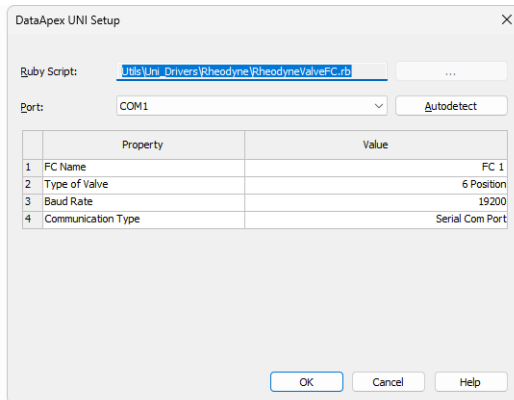 DataApex UNI Setup
Ruby Script: Utils\Uni_Drivers\Rheodyne\RheodyneValveFC.rb ...
Port: COM1 Autodetect
Property Value
1 FC Name FC 1
2 Type of Valve 6 Position
3 Baud Rate 19200
4 Communication Type Serial Com Port
OK Cancel Help